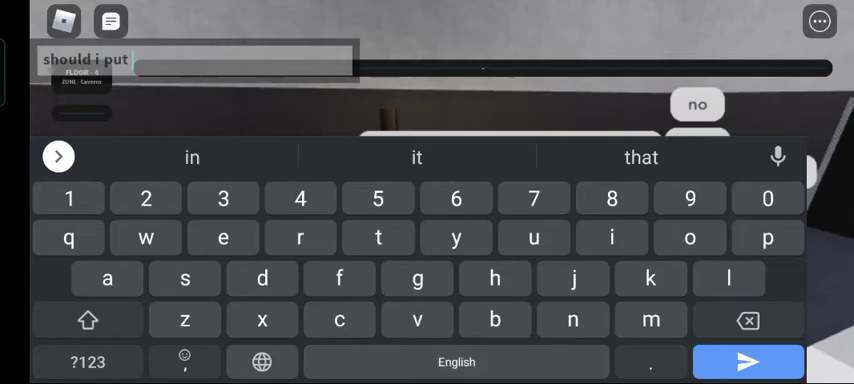 should i put
FLOOR - 4
ZONE - Caverns
no
in it that
1 2 3 4 5 6 7 8 9 0
q w e r t y u i o p
a s d f g h j k l
z x c v b n m
?123 , English .